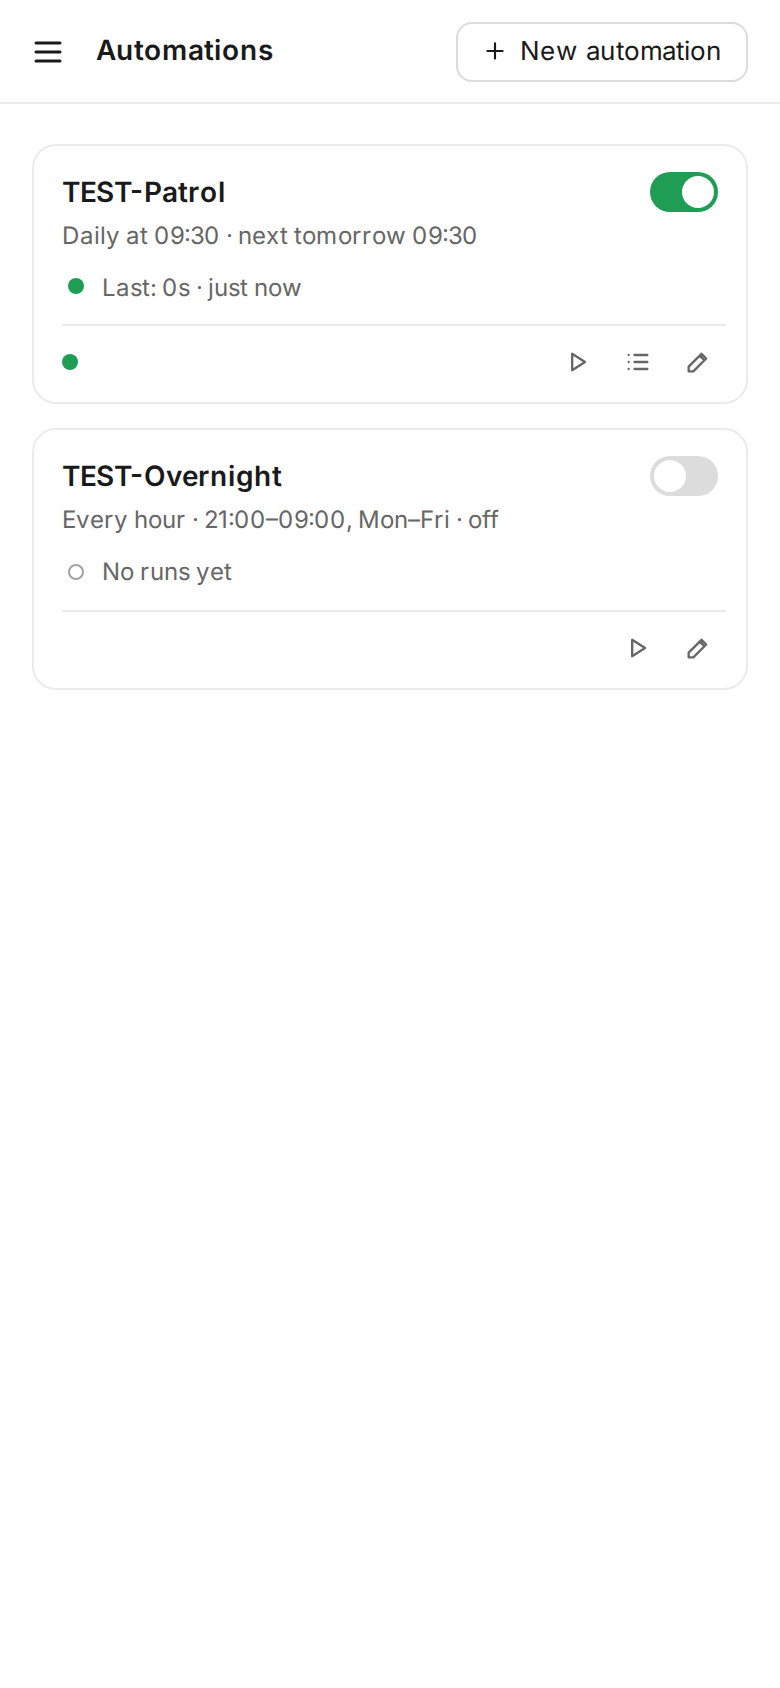 Automations
New automation
TEST-Patrol
Daily at 09:30 · next tomorrow 09:30
Last: 0s · just now
TEST-Overnight
Every hour · 21:00–09:00, Mon–Fri · off
No runs yet